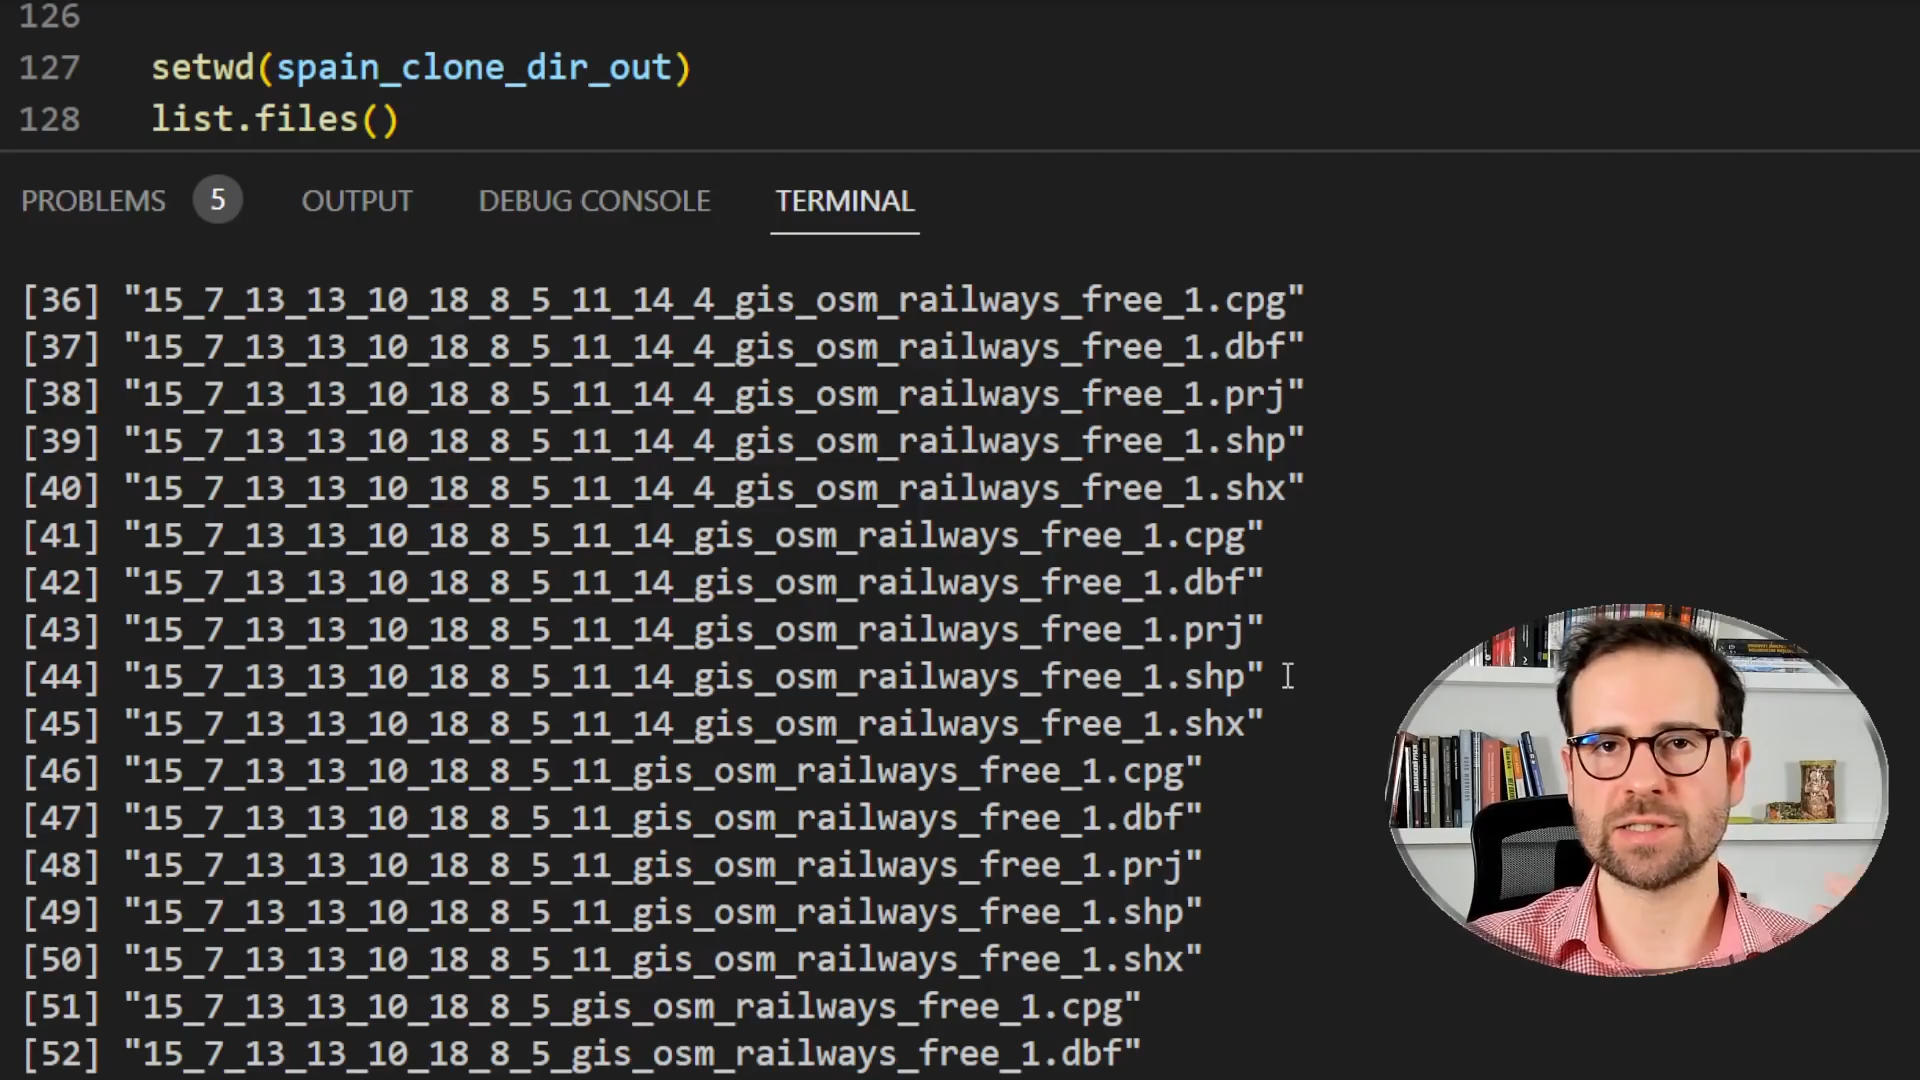 126
127 setwd(spain_clone_dir_out)
128 list.files()
PROBLEMS 5 OUTPUT DEBUG CONSOLE TERMINAL
[36] "15_7_13_13_10_18_8_5_11_14_4_gis_osm_railways_free_1.cpg"
[37] "15_7_13_13_10_18_8_5_11_14_4_gis_osm_railways_free_1.dbf"
[38] "15_7_13_13_10_18_8_5_11_14_4_gis_osm_railways_free_1.prj"
[39] "15_7_13_13_10_18_8_5_11_14_4_gis_osm_railways_free_1.shp"
[40] "15_7_13_13_10_18_8_5_11_14_4_gis_osm_railways_free_1.shx"
[41] "15_7_13_13_10_18_8_5_11_14_gis_osm_railways_free_1.cpg"
[42] "15_7_13_13_10_18_8_5_11_14_gis_osm_railways_free_1.dbf"
[43] "15_7_13_13_10_18_8_5_11_14_gis_osm_railways_free_1.prj"
[44] "15_7_13_13_10_18_8_5_11_14_gis_osm_railways_free_1.shp"
[45] "15_7_13_13_10_18_8_5_11_14_gis_osm_railways_free_1.shx"
[46] "15_7_13_13_10_18_8_5_11_gis_osm_railways_free_1.cpg"
[47] "15_7_13_13_10_18_8_5_11_gis_osm_railways_free_1.dbf"
[48] "15_7_13_13_10_18_8_5_11_gis_osm_railways_free_1.prj"
[49] "15_7_13_13_10_18_8_5_11_gis_osm_railways_free_1.shp"
[50] "15_7_13_13_10_18_8_5_11_gis_osm_railways_free_1.shx"
[51] "15_7_13_13_10_18_8_5_gis_osm_railways_free_1.cpg"
[52] "15_7_13_13_10_18_8_5_gis_osm_railways_free_1.dbf"